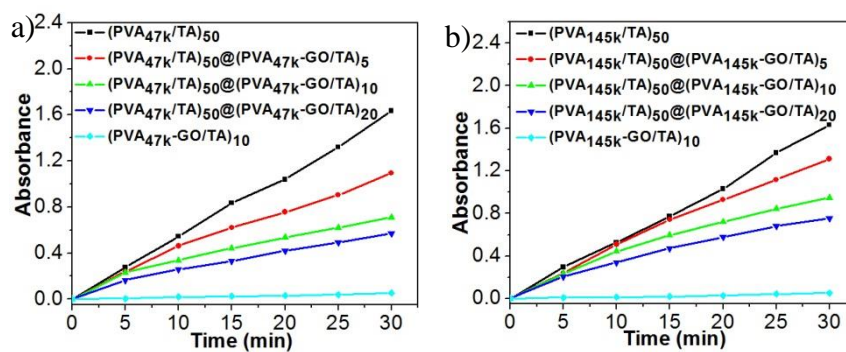 a)
(PVA47k/TA)50
(PVA47k/TA)50@(PVA47k-GO/TA)5
(PVA47k/TA)50@(PVA47k-GO/TA)10
(PVA47k/TA)50@(PVA47k-GO/TA)20
(PVA47k-GO/TA)10
Absorbance
2.4
2.0
1.6
1.2
0.8
0.4
0.0
0 5 10 15 20 25 30
Time (min)
b)
(PVA145k/TA)50
(PVA145k/TA)50@(PVA145k-GO/TA)5
(PVA145k/TA)50@(PVA145k-GO/TA)10
(PVA145k/TA)50@(PVA145k-GO/TA)20
(PVA145k-GO/TA)10
Absorbance
2.4
2.0
1.6
1.2
0.8
0.4
0.0
0 5 10 15 20 25 30
Time (min)